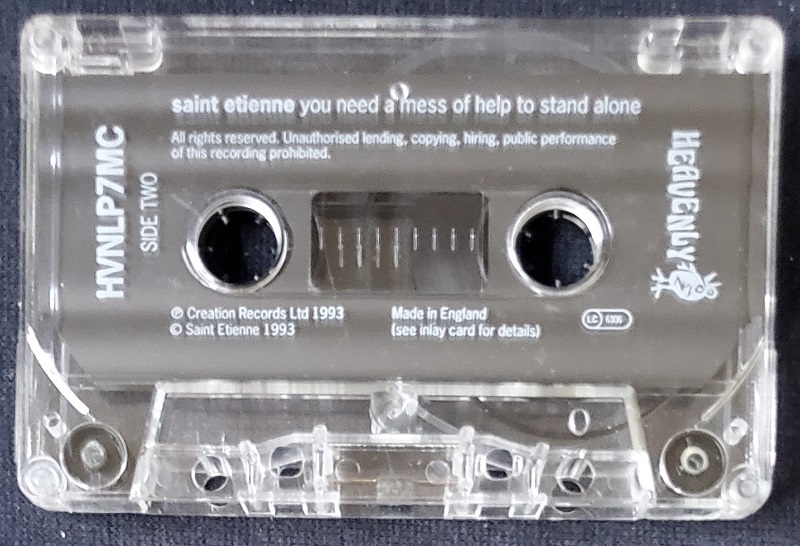 saint etienne you need a mess of help to stand alone
All rights reserved. Unauthorised lending, copying, hiring, public performance
of this recording prohibited.
HVNLP7MC
SIDE TWO
HEAVENLY
℗ Creation Records Ltd 1993
© Saint Etienne 1993
Made in England
(see inlay card for details)
LC 6306